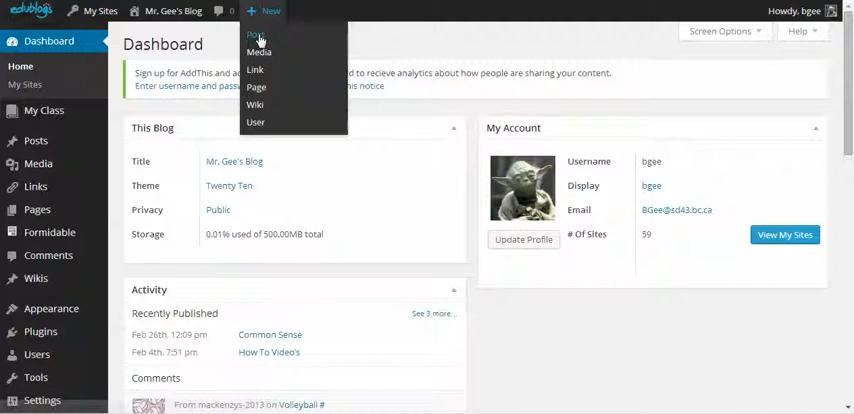 edublogs My Sites Mr. Gee's Blog 0 + New Howdy, bgee
Post
Media
Link
Page
Wiki
User
Dashboard
Home
My Sites
My Class
Posts
Media
Links
Pages
Formidable
Comments
Wikis
Appearance
Plugins
Users
Tools
Settings
Dashboard
Screen Options Help
Sign up for AddThis and ad rd to recieve analytics about how people are sharing your content.
Enter username and passw this notice
This Blog
Title Mr. Gee's Blog
Theme Twenty Ten
Privacy Public
Storage 0.01% used of 500.00MB total
My Account
Username bgee
Display bgee
Email BGee@sd43.bc.ca
# Of Sites 59
Update Profile
View My Sites
Activity
Recently Published See 3 more...
Feb 26th, 12:09 pm Common Sense
Feb 4th, 7:51 pm How To Video's
Comments
From mackenzys-2013 on Volleyball #